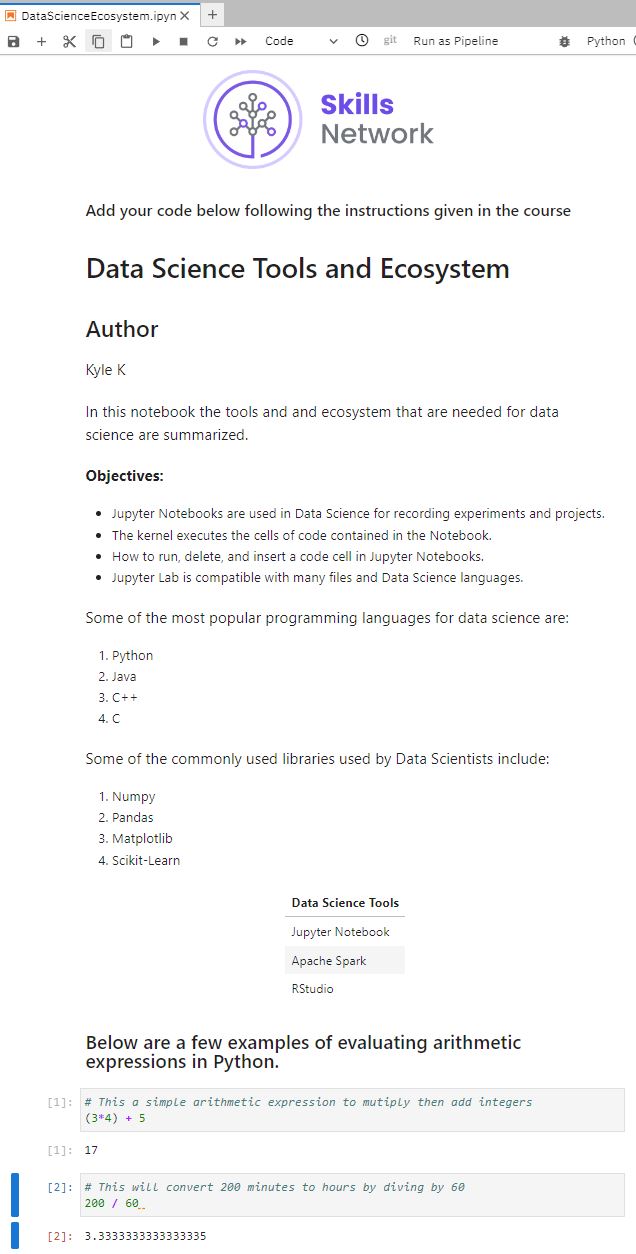 DataScienceEcosystem.ipyn
Code
git
Run as Pipeline
Python
Skills
Network
Add your code below following the instructions given in the course
Data Science Tools and Ecosystem
Author
Kyle K
In this notebook the tools and and ecosystem that are needed for data
science are summarized.
Objectives:
• Jupyter Notebooks are used in Data Science for recording experiments and projects.
• The kernel executes the cells of code contained in the Notebook.
• How to run, delete, and insert a code cell in Jupyter Notebooks.
• Jupyter Lab is compatible with many files and Data Science languages.
Some of the most popular programming languages for data science are:
1. Python
2. Java
3. C++
4. C
Some of the commonly used libraries used by Data Scientists include:
1. Numpy
2. Pandas
3. Matplotlib
4. Scikit-Learn
Data Science Tools
Jupyter Notebook
Apache Spark
RStudio
Below are a few examples of evaluating arithmetic
expressions in Python.
[1]: # This a simple arithmetic expression to mutiply then add integers
(3*4) + 5
[1]: 17
[2]: # This will convert 200 minutes to hours by diving by 60
200 / 60
[2]: 3.3333333333333335